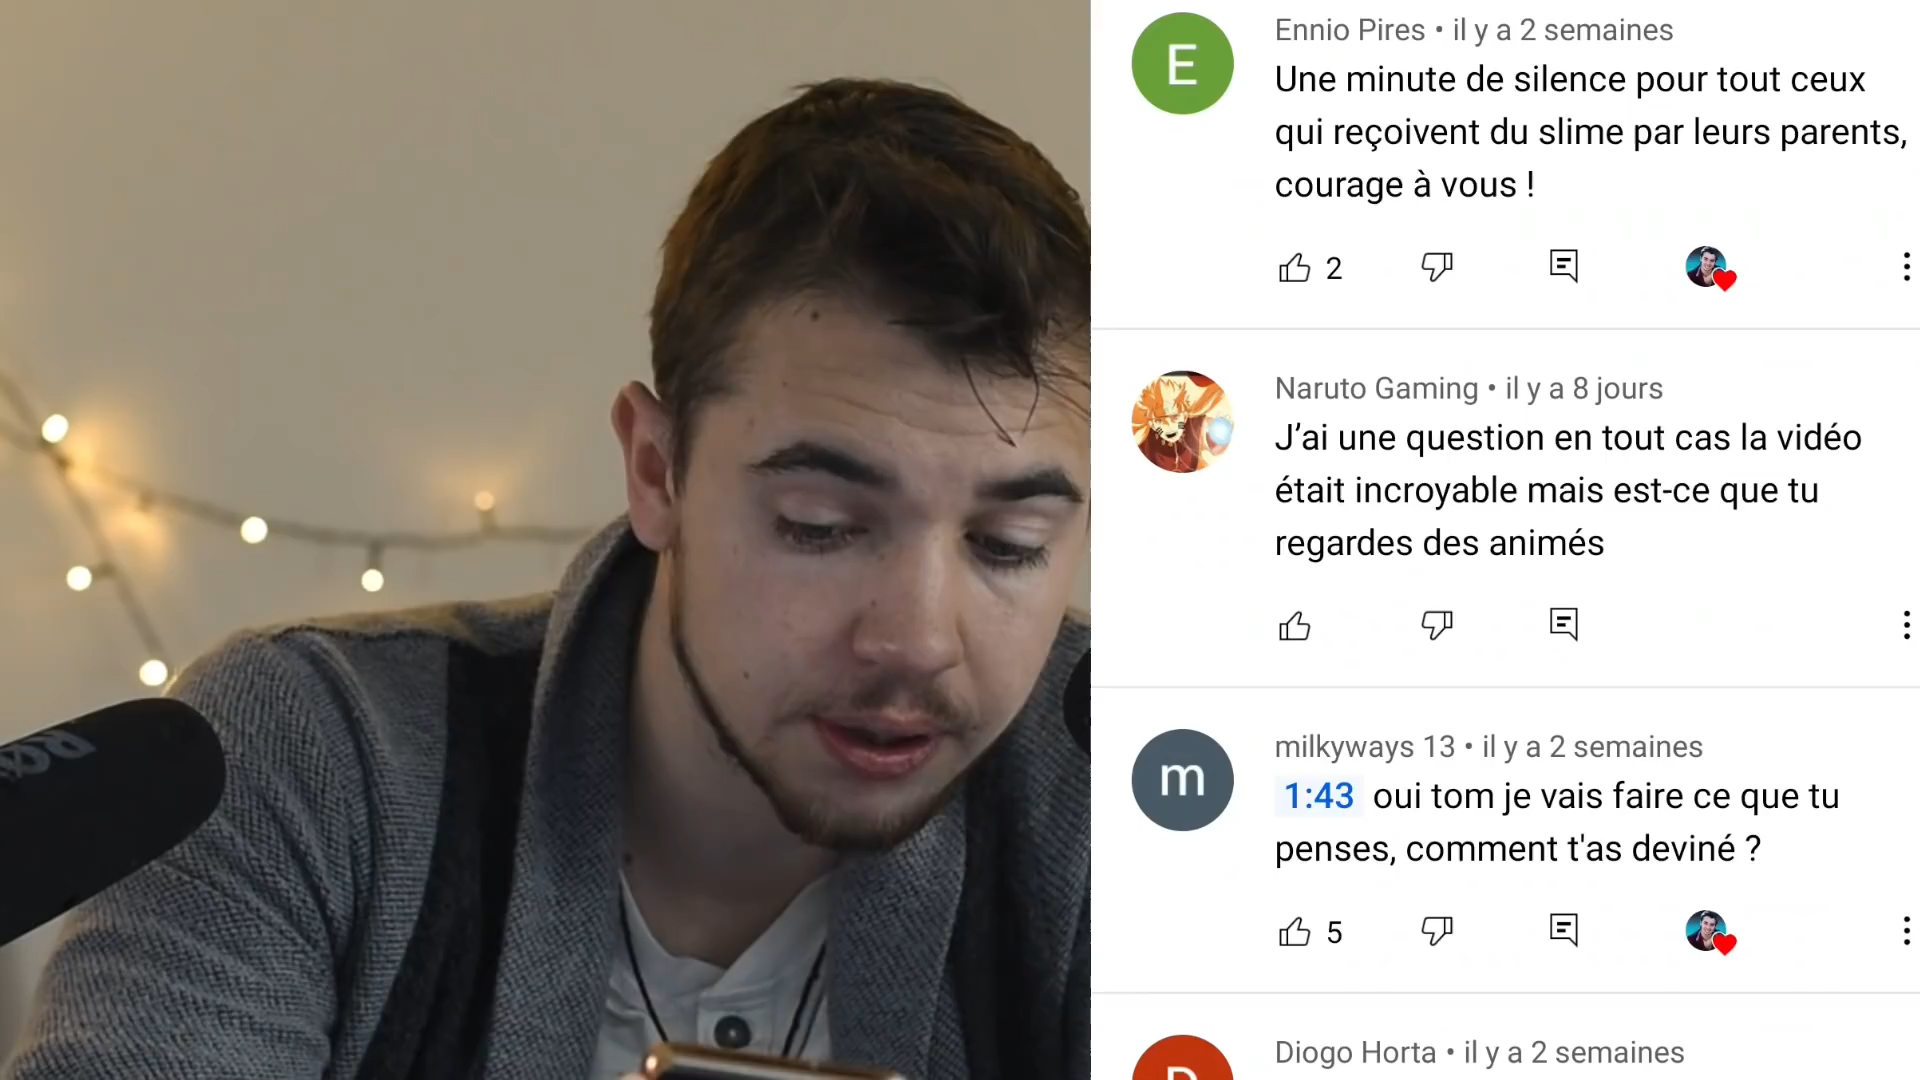 E
Ennio Pires • il y a 2 semaines
Une minute de silence pour tout ceux
qui reçoivent du slime par leurs parents,
courage à vous !
2
Naruto Gaming • il y a 8 jours
J’ai une question en tout cas la vidéo
était incroyable mais est-ce que tu
regardes des animés
m
milkyways 13 • il y a 2 semaines
1:43 oui tom je vais faire ce que tu
penses, comment t'as deviné ?
5
Diogo Horta • il y a 2 semaines